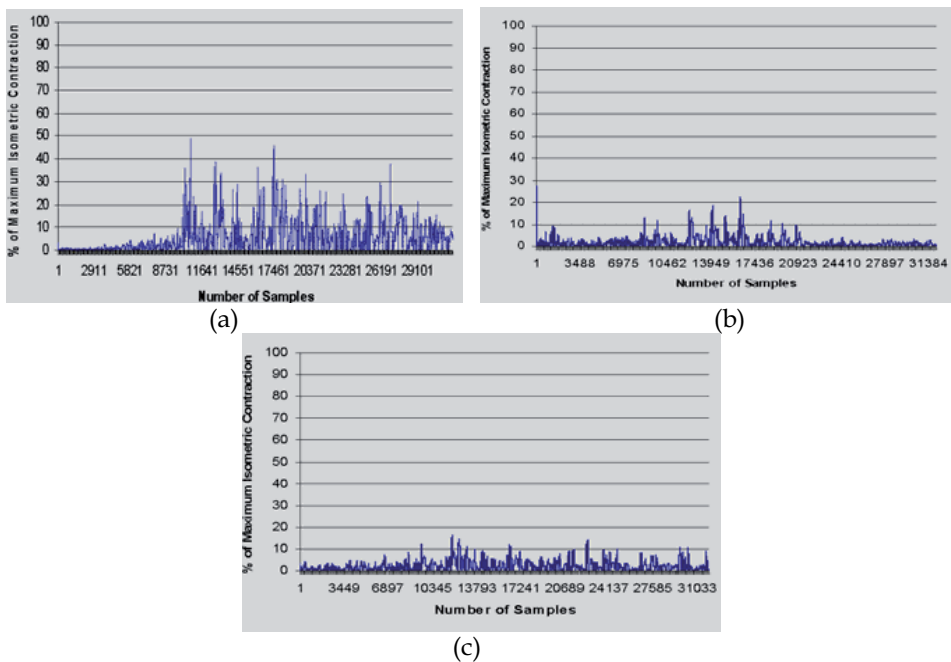 % of Maximum Isometric Contraction
100
90
80
70
60
50
40
30
20
10
0
1 2911 5821 8731 11641 14551 17461 20371 23281 26191 29101
Number of Samples
(a)
% of Maximum Isometric Contraction
100
90
80
70
60
50
40
30
20
10
0
1 3488 6975 10462 13949 17436 20923 24410 27897 31384
Number of Samples
(b)
% of Maximum Isometric Contraction
100
90
80
70
60
50
40
30
20
10
0
1 3449 6897 10345 13793 17241 20689 24137 27585 31033
Number of Samples
(c)